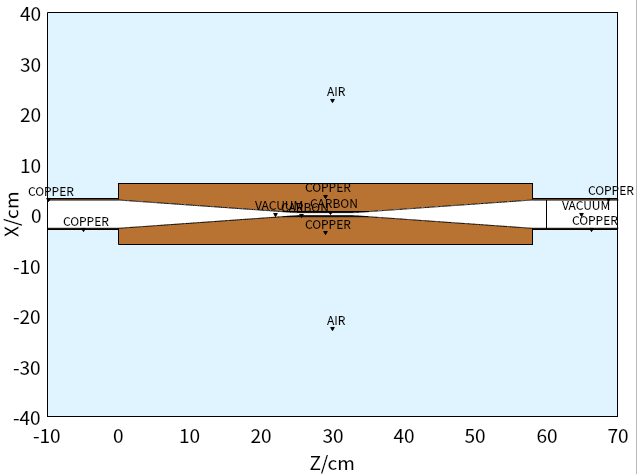 40
30
20
10
0
-10
-20
-30
-40
X/cm
AIR
COPPER
COPPER
COPPER
COPPER
VACUUM
CARBON
CARBON
VACUUM
COPPER
COPPER
COPPER
AIR
-10 0 10 20 30 40 50 60 70
Z/cm